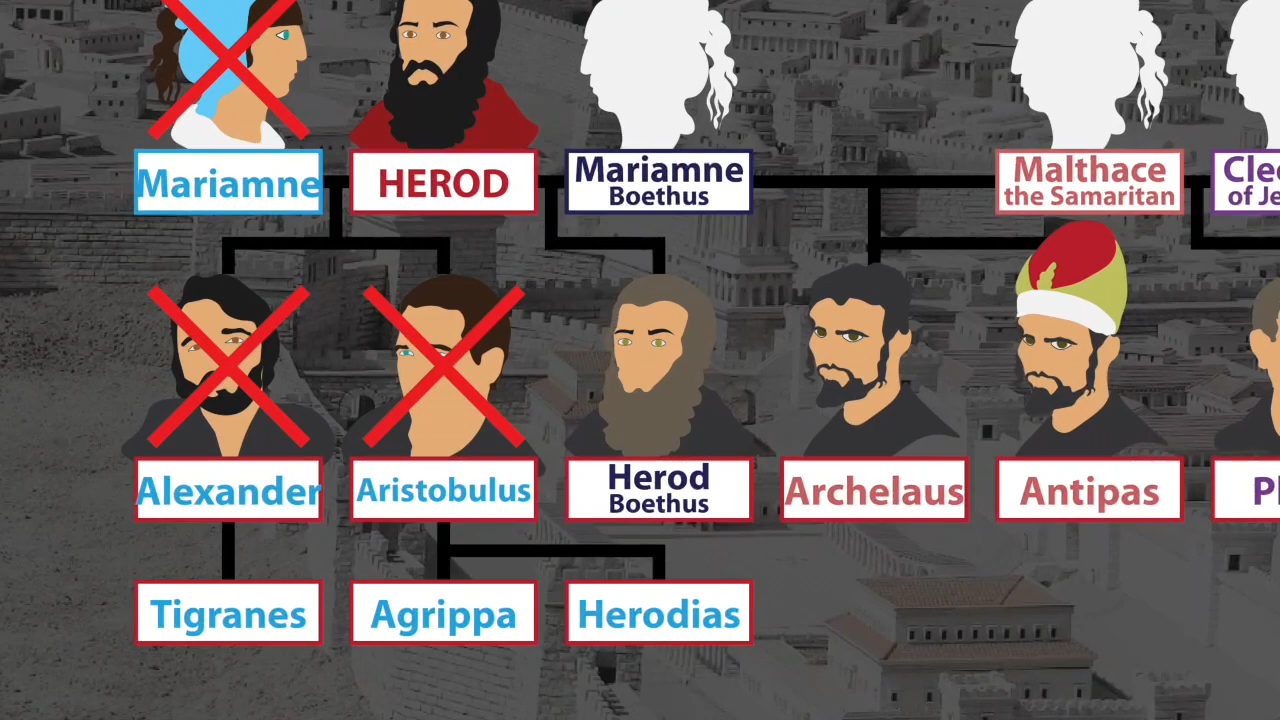 Mariamne
HEROD
Mariamne
Boethus
Malthace
the Samaritan
Alexander
Aristobulus
Herod
Boethus
Archelaus
Antipas
Tigranes
Agrippa
Herodias